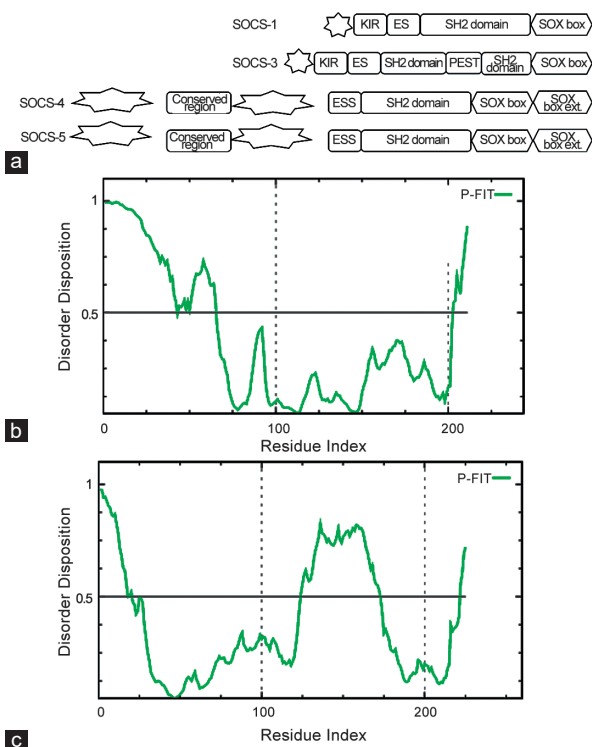 SOCS-1 KIR ES SH2 domain SOX box
SOCS-3 KIR ES SH2 domain PEST SH2 domain SOX box
SOCS-4 Conserved region ESS SH2 domain SOX box SOX box ext.
SOCS-5 Conserved region ESS SH2 domain SOX box SOX box ext.
a
1
P-FIT
0.5
Disorder Disposition
0 100 200
Residue Index
b
1
P-FIT
0.5
Disorder Disposition
0 100 200
Residue Index
c